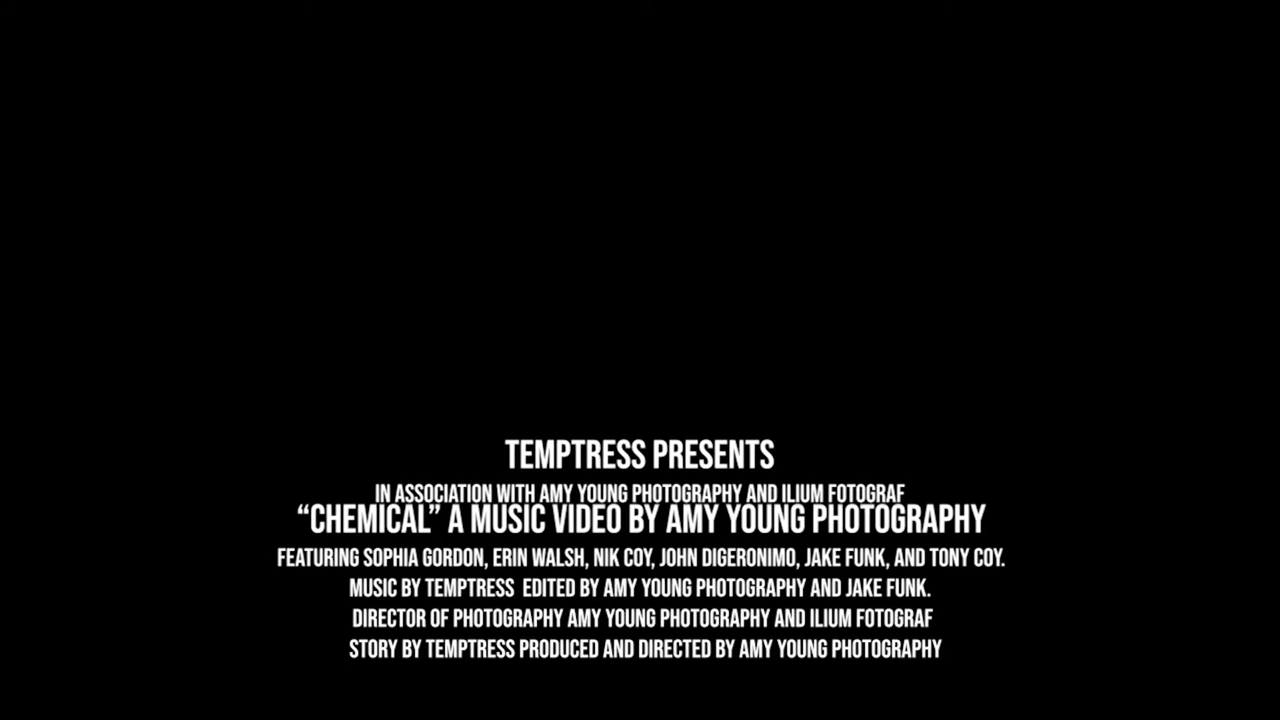 TEMPTRESS PRESENTS
IN ASSOCIATION WITH AMY YOUNG PHOTOGRAPHY AND ILIUM FOTOGRAF
“CHEMICAL” A MUSIC VIDEO BY AMY YOUNG PHOTOGRAPHY
FEATURING SOPHIA GORDON, ERIN WALSH, NIK COY, JOHN DIGERONIMO, JAKE FUNK, AND TONY COY.
MUSIC BY TEMPTRESS EDITED BY AMY YOUNG PHOTOGRAPHY AND JAKE FUNK.
DIRECTOR OF PHOTOGRAPHY AMY YOUNG PHOTOGRAPHY AND ILIUM FOTOGRAF
STORY BY TEMPTRESS PRODUCED AND DIRECTED BY AMY YOUNG PHOTOGRAPHY